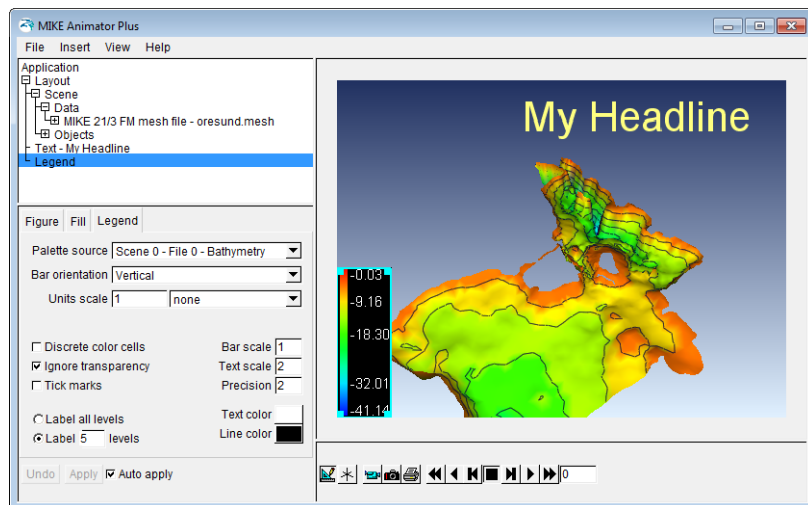 MIKE Animator Plus
File Insert View Help
Application
Layout
Scene
Data
MIKE 21/3 FM mesh file - oresund.mesh
Objects
Text - My Headline
Legend
Figure Fill Legend
Palette source Scene 0 - File 0 - Bathymetry
Bar orientation Vertical
Units scale 1 none
Discrete color cells Bar scale 1
Ignore transparency Text scale 2
Tick marks Precision 2
Label all levels Text color
Label 5 levels Line color
Undo Apply Auto apply
My Headline
-0.03
-9.16
-18.30
-32.01
-41.14
0